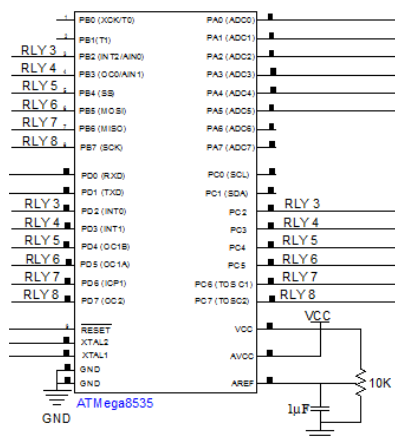 1 PB0 (XCK/T0) PA0 (ADC0)
PB1(T1) PA1 (ADC1)
RLY 3 PB2 (INT2/AIN0) PA2 (ADC2)
RLY 4 PB3 (OC0/AIN1) PA3 (ADC3)
RLY 5 PB4 (SS) PA4 (ADC4)
RLY 6 PB5 (MOSI) PA5 (ADC5)
RLY 7 PB6 (MISO) PA6 (ADC6)
RLY 8 PB7 (SCK) PA7 (ADC7)
PD0 (RXD) PC0 (SCL)
PD1 (TXD) PC1 (SDA)
RLY 3 PD2 (INT0) PC2 RLY 3
RLY 4 PD3 (INT1) PC3 RLY 4
RLY 5 PD4 (OC1B) PC4 RLY 5
RLY 6 PD5 (OC1A) PC5 RLY 6
RLY 7 PD6 (ICP1) PC6 (TOSC1) RLY 7
RLY 8 PD7 (OC2) PC7 (TOSC2) RLY 8
VCC
RESET VCC
XTAL2
XTAL1 AVCC
GND
GND AREF 10K
ATMega8535 1µF
GND